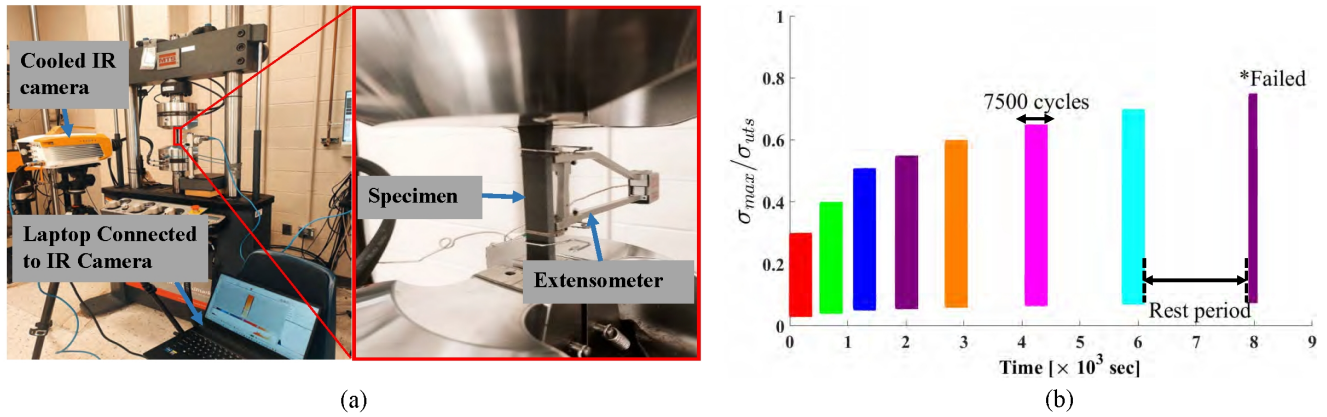 Cooled IR
camera
MTS
Specimen
Laptop Connected
to IR Camera
Extensometer
(a)
σmax/σuts
1
0.8
0.6
0.4
0.2
0
*Failed
7500 cycles
Rest period
0 1 2 3 4 5 6 7 8 9
Time [× 10³ sec]
(b)